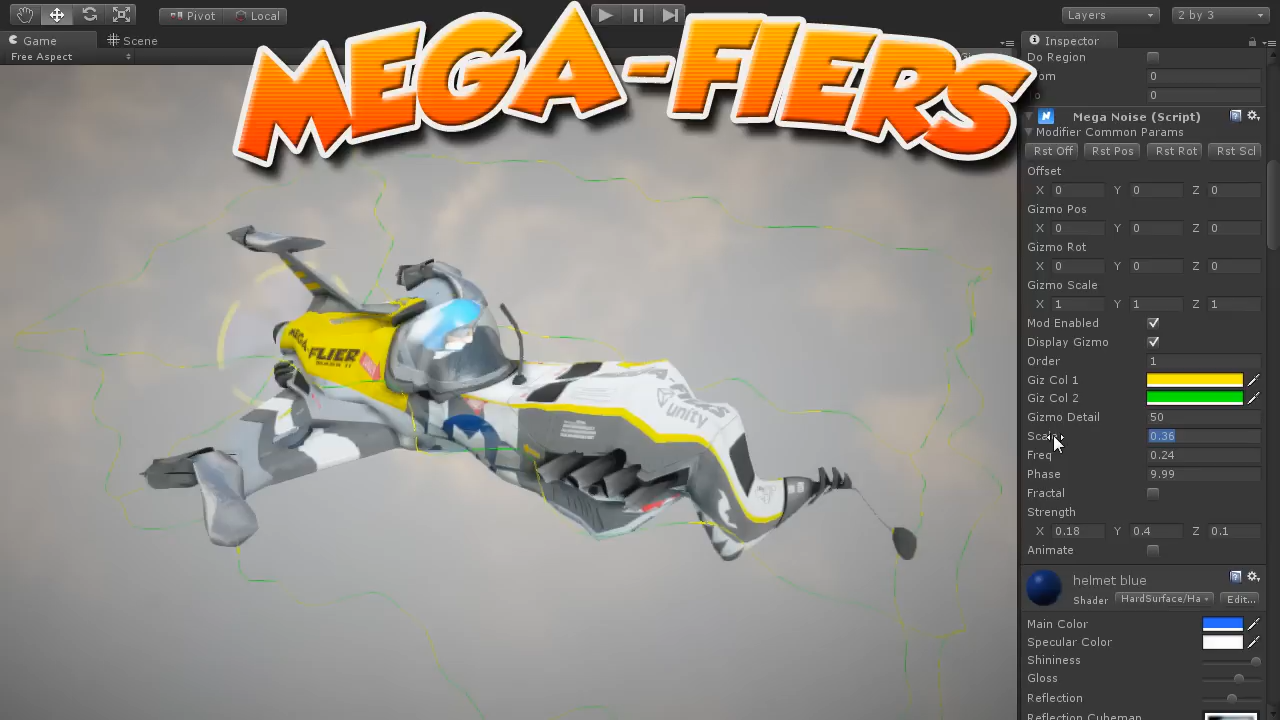 Pivot Local
Layers 2 by 3
Game Scene
Free Aspect
MEGA-FIERS
Inspector
Do Region
0
0
Mega Noise (Script)
Modifier Common Params
Rst Off Rst Pos Rst Rot Rst Scl
Offset
X 0 Y 0 Z 0
Gizmo Pos
X 0 Y 0 Z 0
Gizmo Rot
X 0 Y 0 Z 0
Gizmo Scale
X 1 Y 1 Z 1
Mod Enabled
Display Gizmo
Order 1
Giz Col 1
Giz Col 2
Gizmo Detail 50
Scale 0.36
Freq 0.24
Phase 9.99
Fractal
Strength
X 0.18 Y 0.4 Z 0.1
Animate
helmet blue
Shader HardSurface/Ha Edit...
Main Color
Specular Color
Shininess
Gloss
Reflection
Reflection Cubemap
MEGA
FLIER
unity